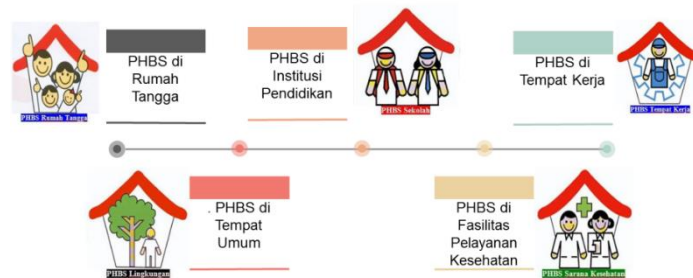 PHBS di
Rumah
Tangga
PHBS Rumah Tangga
PHBS di
Institusi
Pendidikan
PHBS Sekolah
PHBS di
Tempat Kerja
PHBS Tempat Kerja
PHBS Lingkungan
. PHBS di
Tempat
Umum
PHBS di
Fasilitas
Pelayanan
Kesehatan
PHBS Sarana Kesehatan